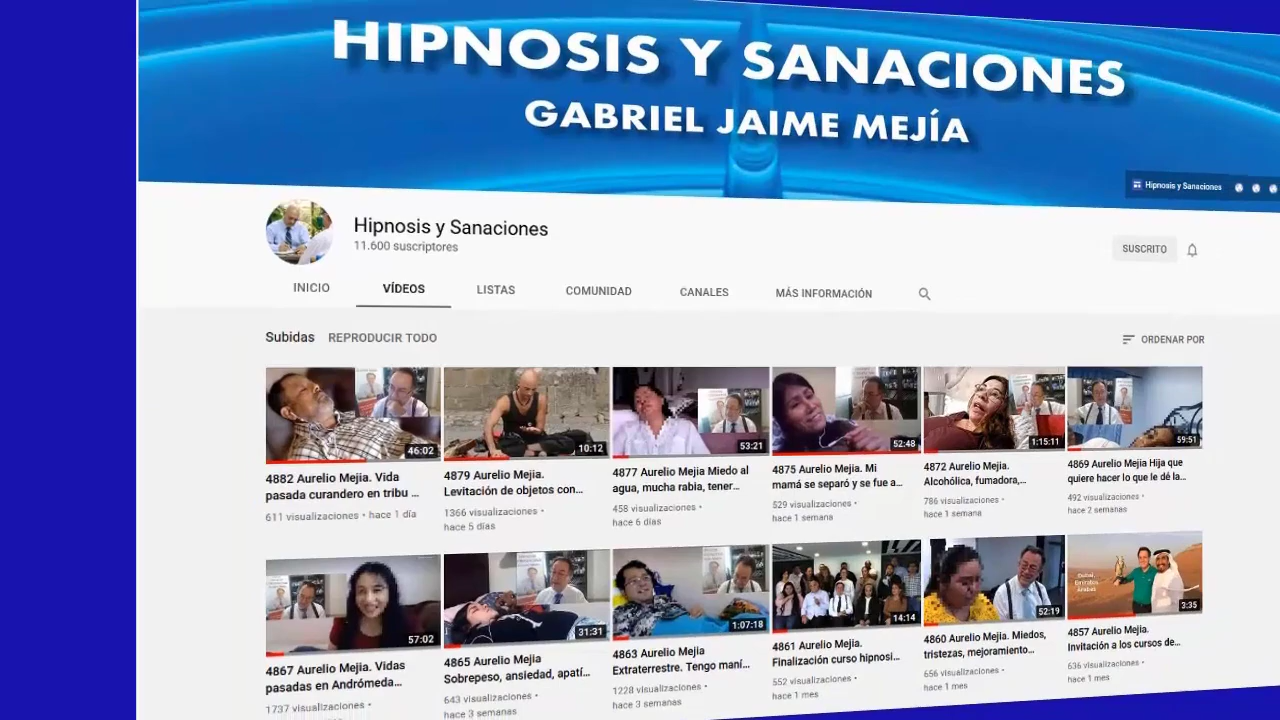 HIPNOSIS Y SANACIONES
GABRIEL JAIME MEJÍA
Hipnosis y Sanaciones
Hipnosis y Sanaciones
11.600 suscriptores
SUSCRITO
INICIO VÍDEOS LISTAS COMUNIDAD CANALES MÁS INFORMACIÓN
Subidas REPRODUCIR TODO ORDENAR POR
46:02
4882 Aurelio Mejia. Vida
pasada curandero en tribu ...
611 visualizaciones • hace 1 día
10:12
4879 Aurelio Mejia.
Levitación de objetos con...
1366 visualizaciones •
hace 5 días
53:21
4877 Aurelio Mejia Miedo al
agua, mucha rabia, tener...
458 visualizaciones •
hace 6 días
52:48
4875 Aurelio Mejia. Mi
mamá se separó y se fue a...
529 visualizaciones •
hace 1 semana
1:15:11
4872 Aurelio Mejia.
Alcohólica, fumadora,...
786 visualizaciones •
hace 1 semana
59:51
4869 Aurelio Mejia Hija que
quiere hacer lo que le dé la...
492 visualizaciones •
hace 2 semanas
57:02
4867 Aurelio Mejia. Vidas
pasadas en Andrómeda...
1737 visualizaciones •
31:31
4865 Aurelio Mejia
Sobrepeso, ansiedad, apatí...
643 visualizaciones •
hace 3 semanas
1:07:18
4863 Aurelio Mejia
Extraterrestre. Tengo maní...
1228 visualizaciones •
hace 3 semanas
14:14
4861 Aurelio Mejia.
Finalización curso hipnosi...
552 visualizaciones •
hace 1 mes
52:19
4860 Aurelio Mejia. Miedos,
tristezas, mejoramiento...
656 visualizaciones •
hace 1 mes
Dubai,
Emiratos
Arabes
3:35
4857 Aurelio Mejia.
Invitación a los cursos de...
636 visualizaciones •
hace 1 mes